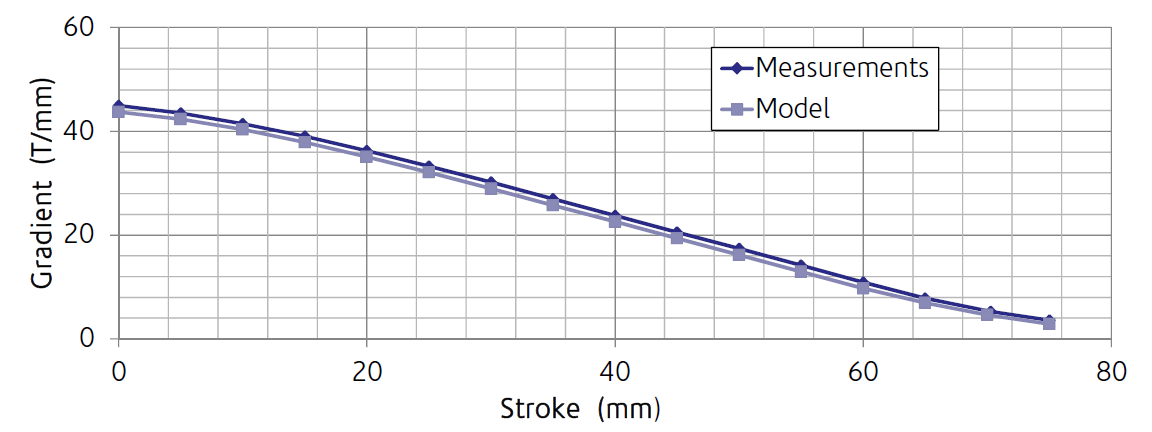 60
40
20
0
Gradient (T/mm)
Measurements
Model
0 20 40 60 80
Stroke (mm)